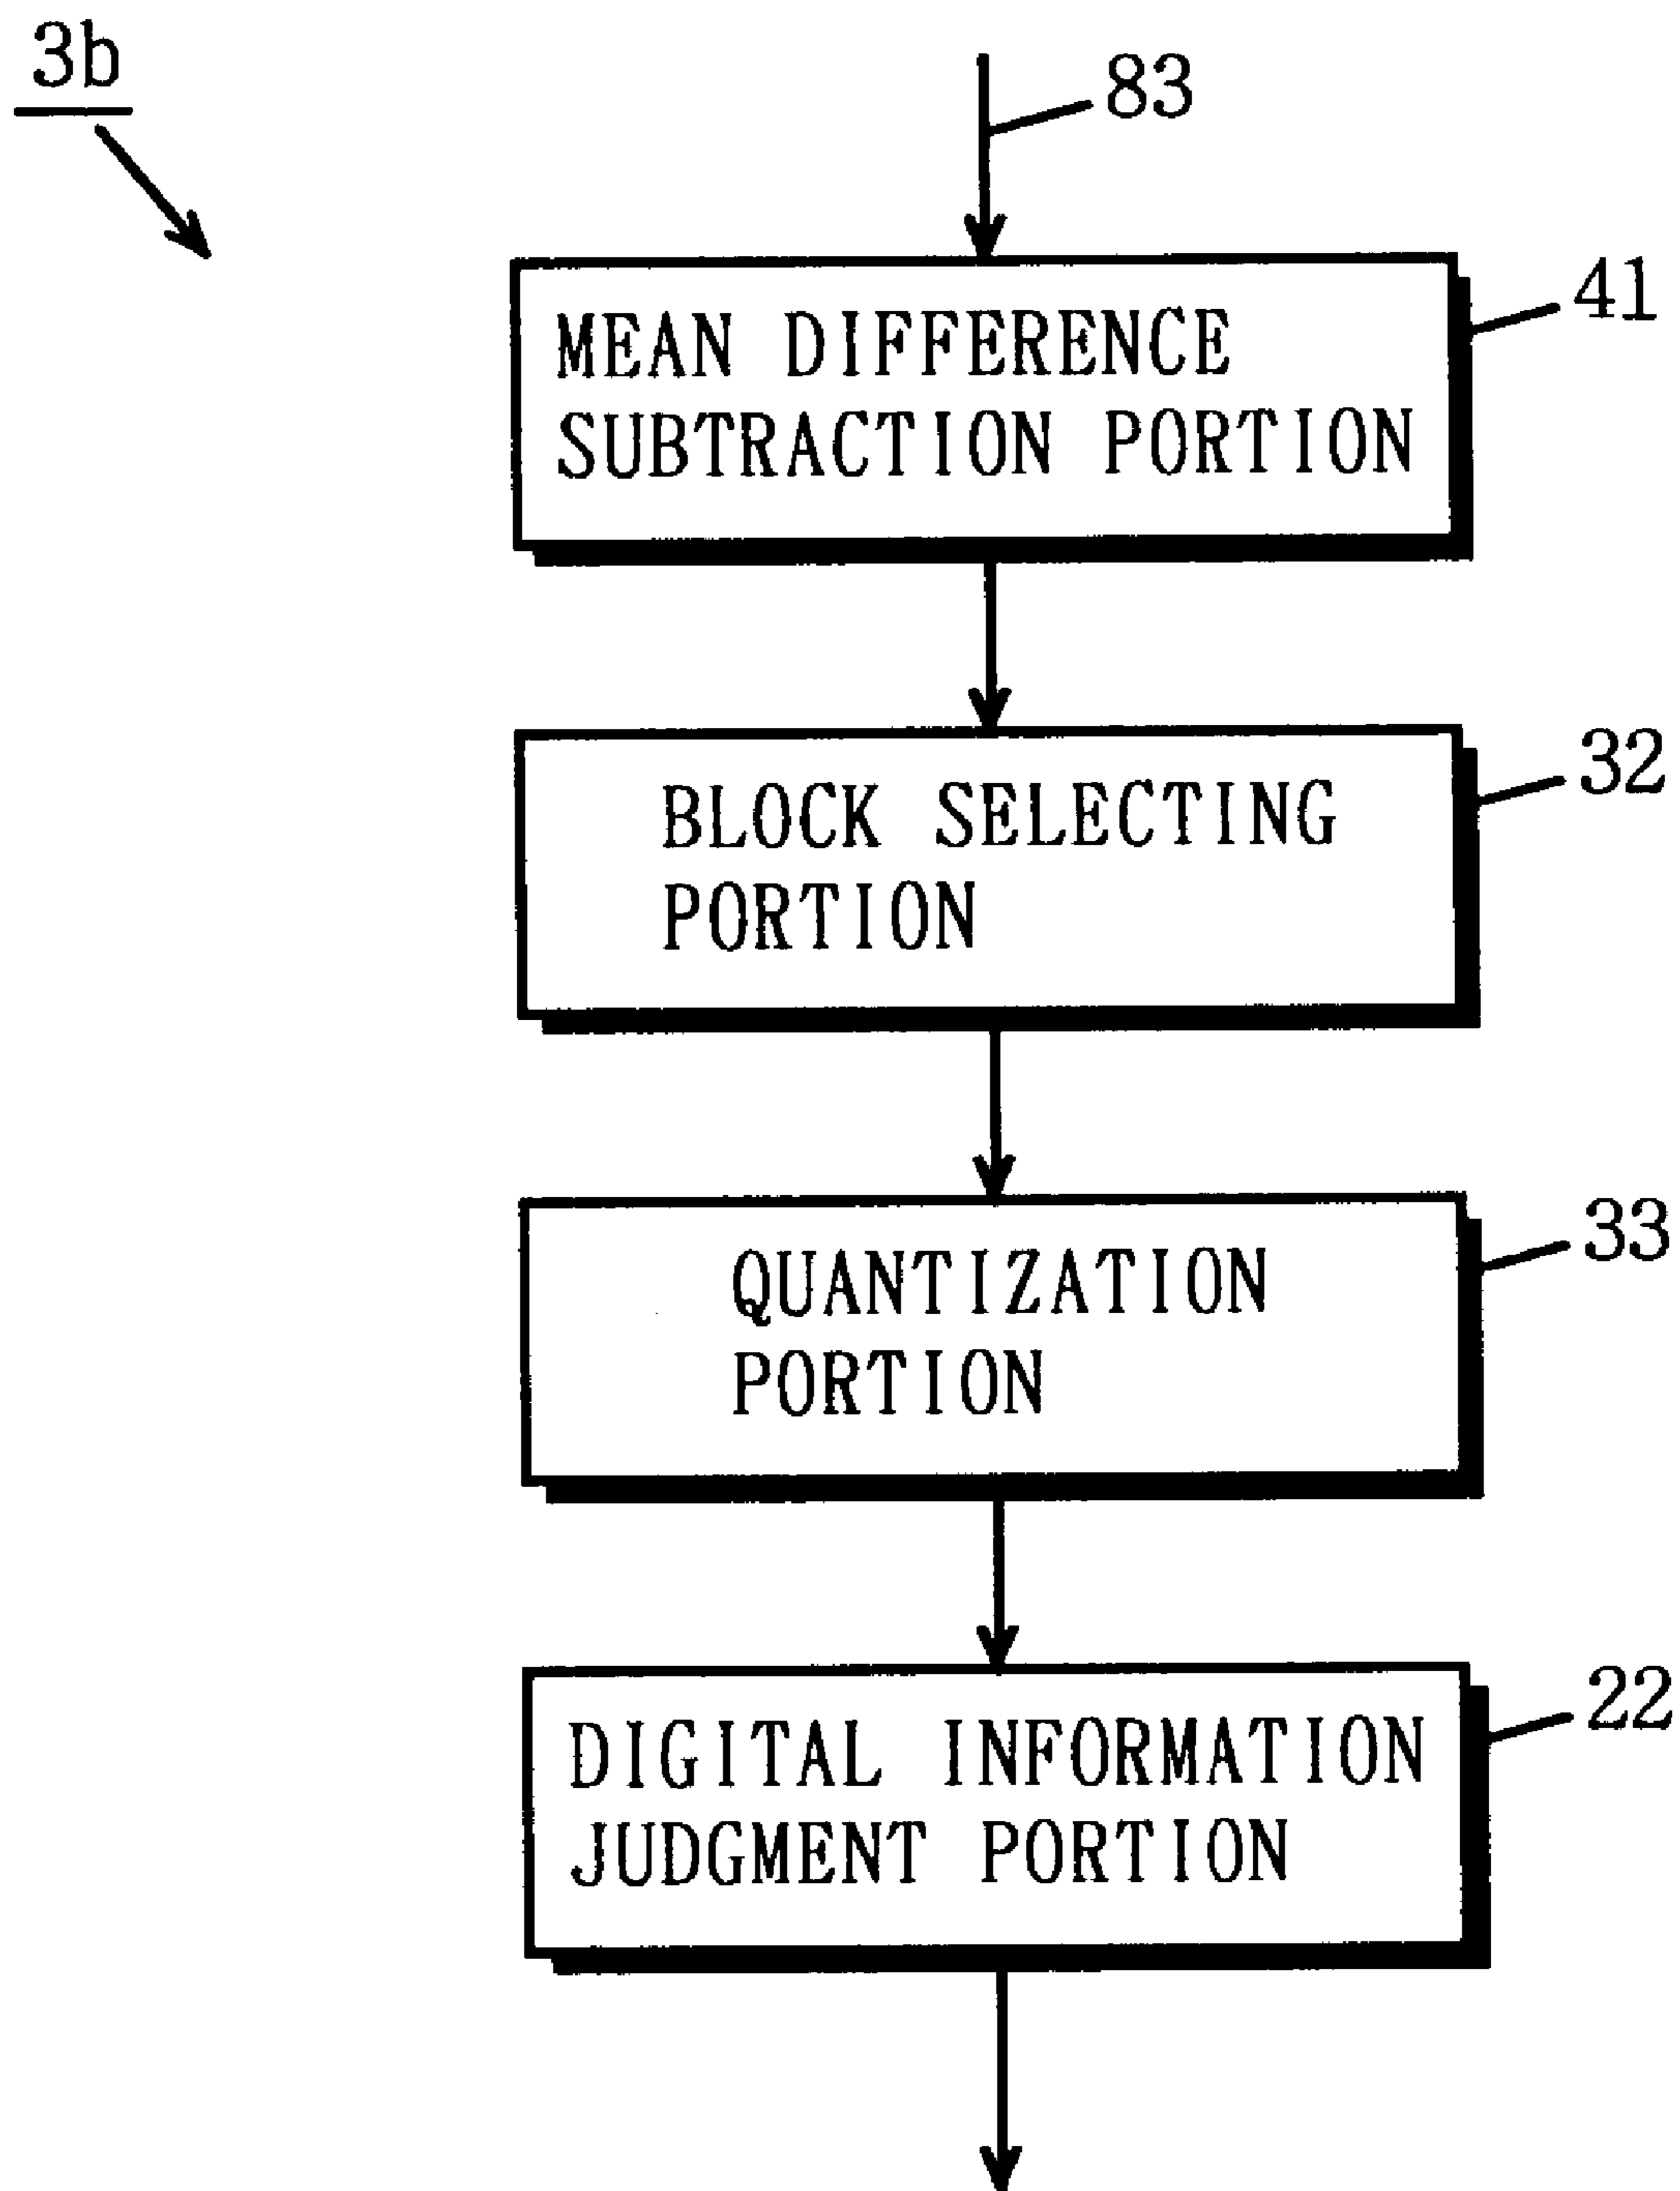 3b
83
41
MEAN DIFFERENCE
SUBTRACTION PORTION
32
BLOCK SELECTING
PORTION
33
QUANTIZATION
PORTION
22
DIGITAL INFORMATION
JUDGMENT PORTION